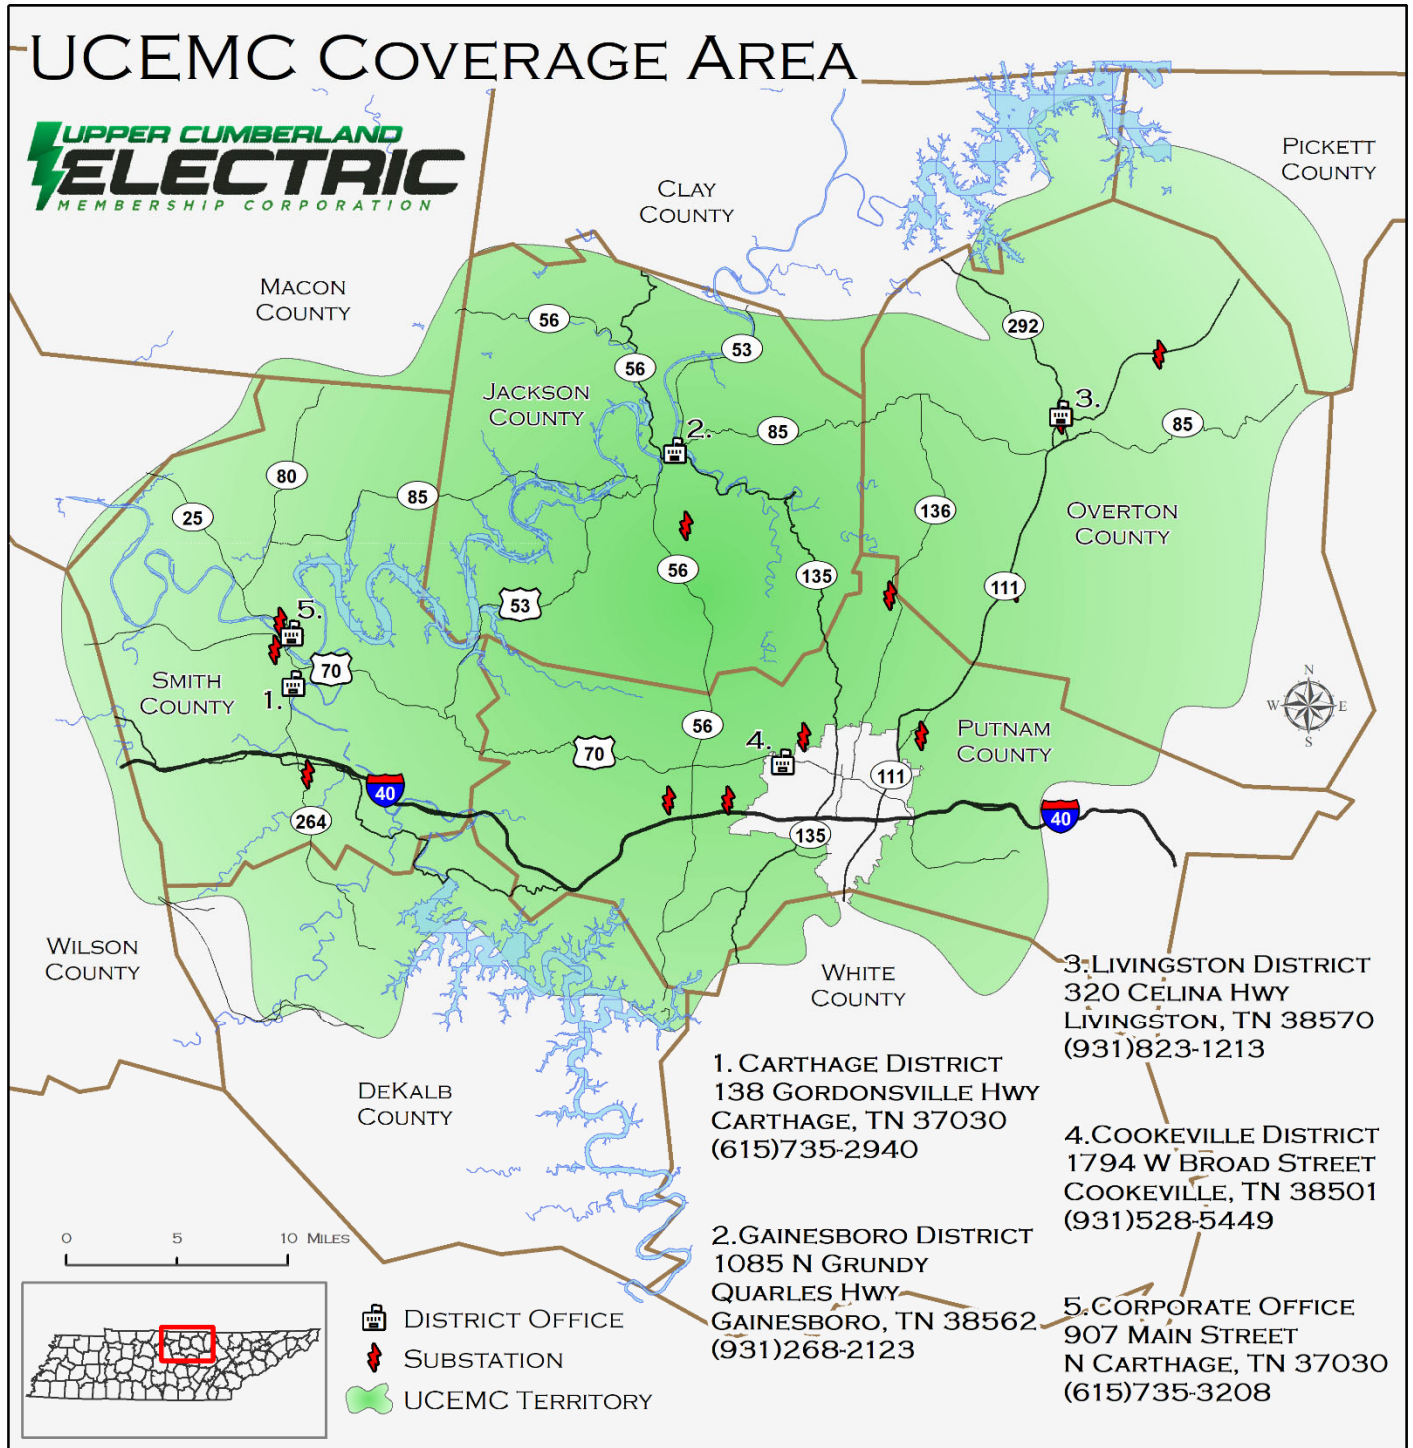 UCEMC Coverage Area
UPPER CUMBERLAND
ELECTRIC
MEMBERSHIP CORPORATION
Pickett
County
Clay
County
Macon
County
56
53
292
56
Jackson
County
3.
2.
85
85
80
85
25
136
Overton
County
56
135
111
53
5.
70
Smith
County
1.
N
W
E
S
56
4.
70
Putnam
County
111
40
264
135
40
Wilson
County
White
County
DeKalb
County
3.Livingston District
320 Celina Hwy
Livingston, TN 38570
(931)823-1213
1. Carthage District
138 Gordonsville Hwy
Carthage, TN 37030
(615)735-2940
4.Cookeville District
1794 W Broad Street
Cookeville, TN 38501
(931)528-5449
2.Gainesboro District
1085 N Grundy
Quarles Hwy
Gainesboro, TN 38562
(931)268-2123
5.Corporate Office
907 Main Street
N Carthage, TN 37030
(615)735-3208
0 5 10 Miles
District Office
Substation
UCEMC Territory